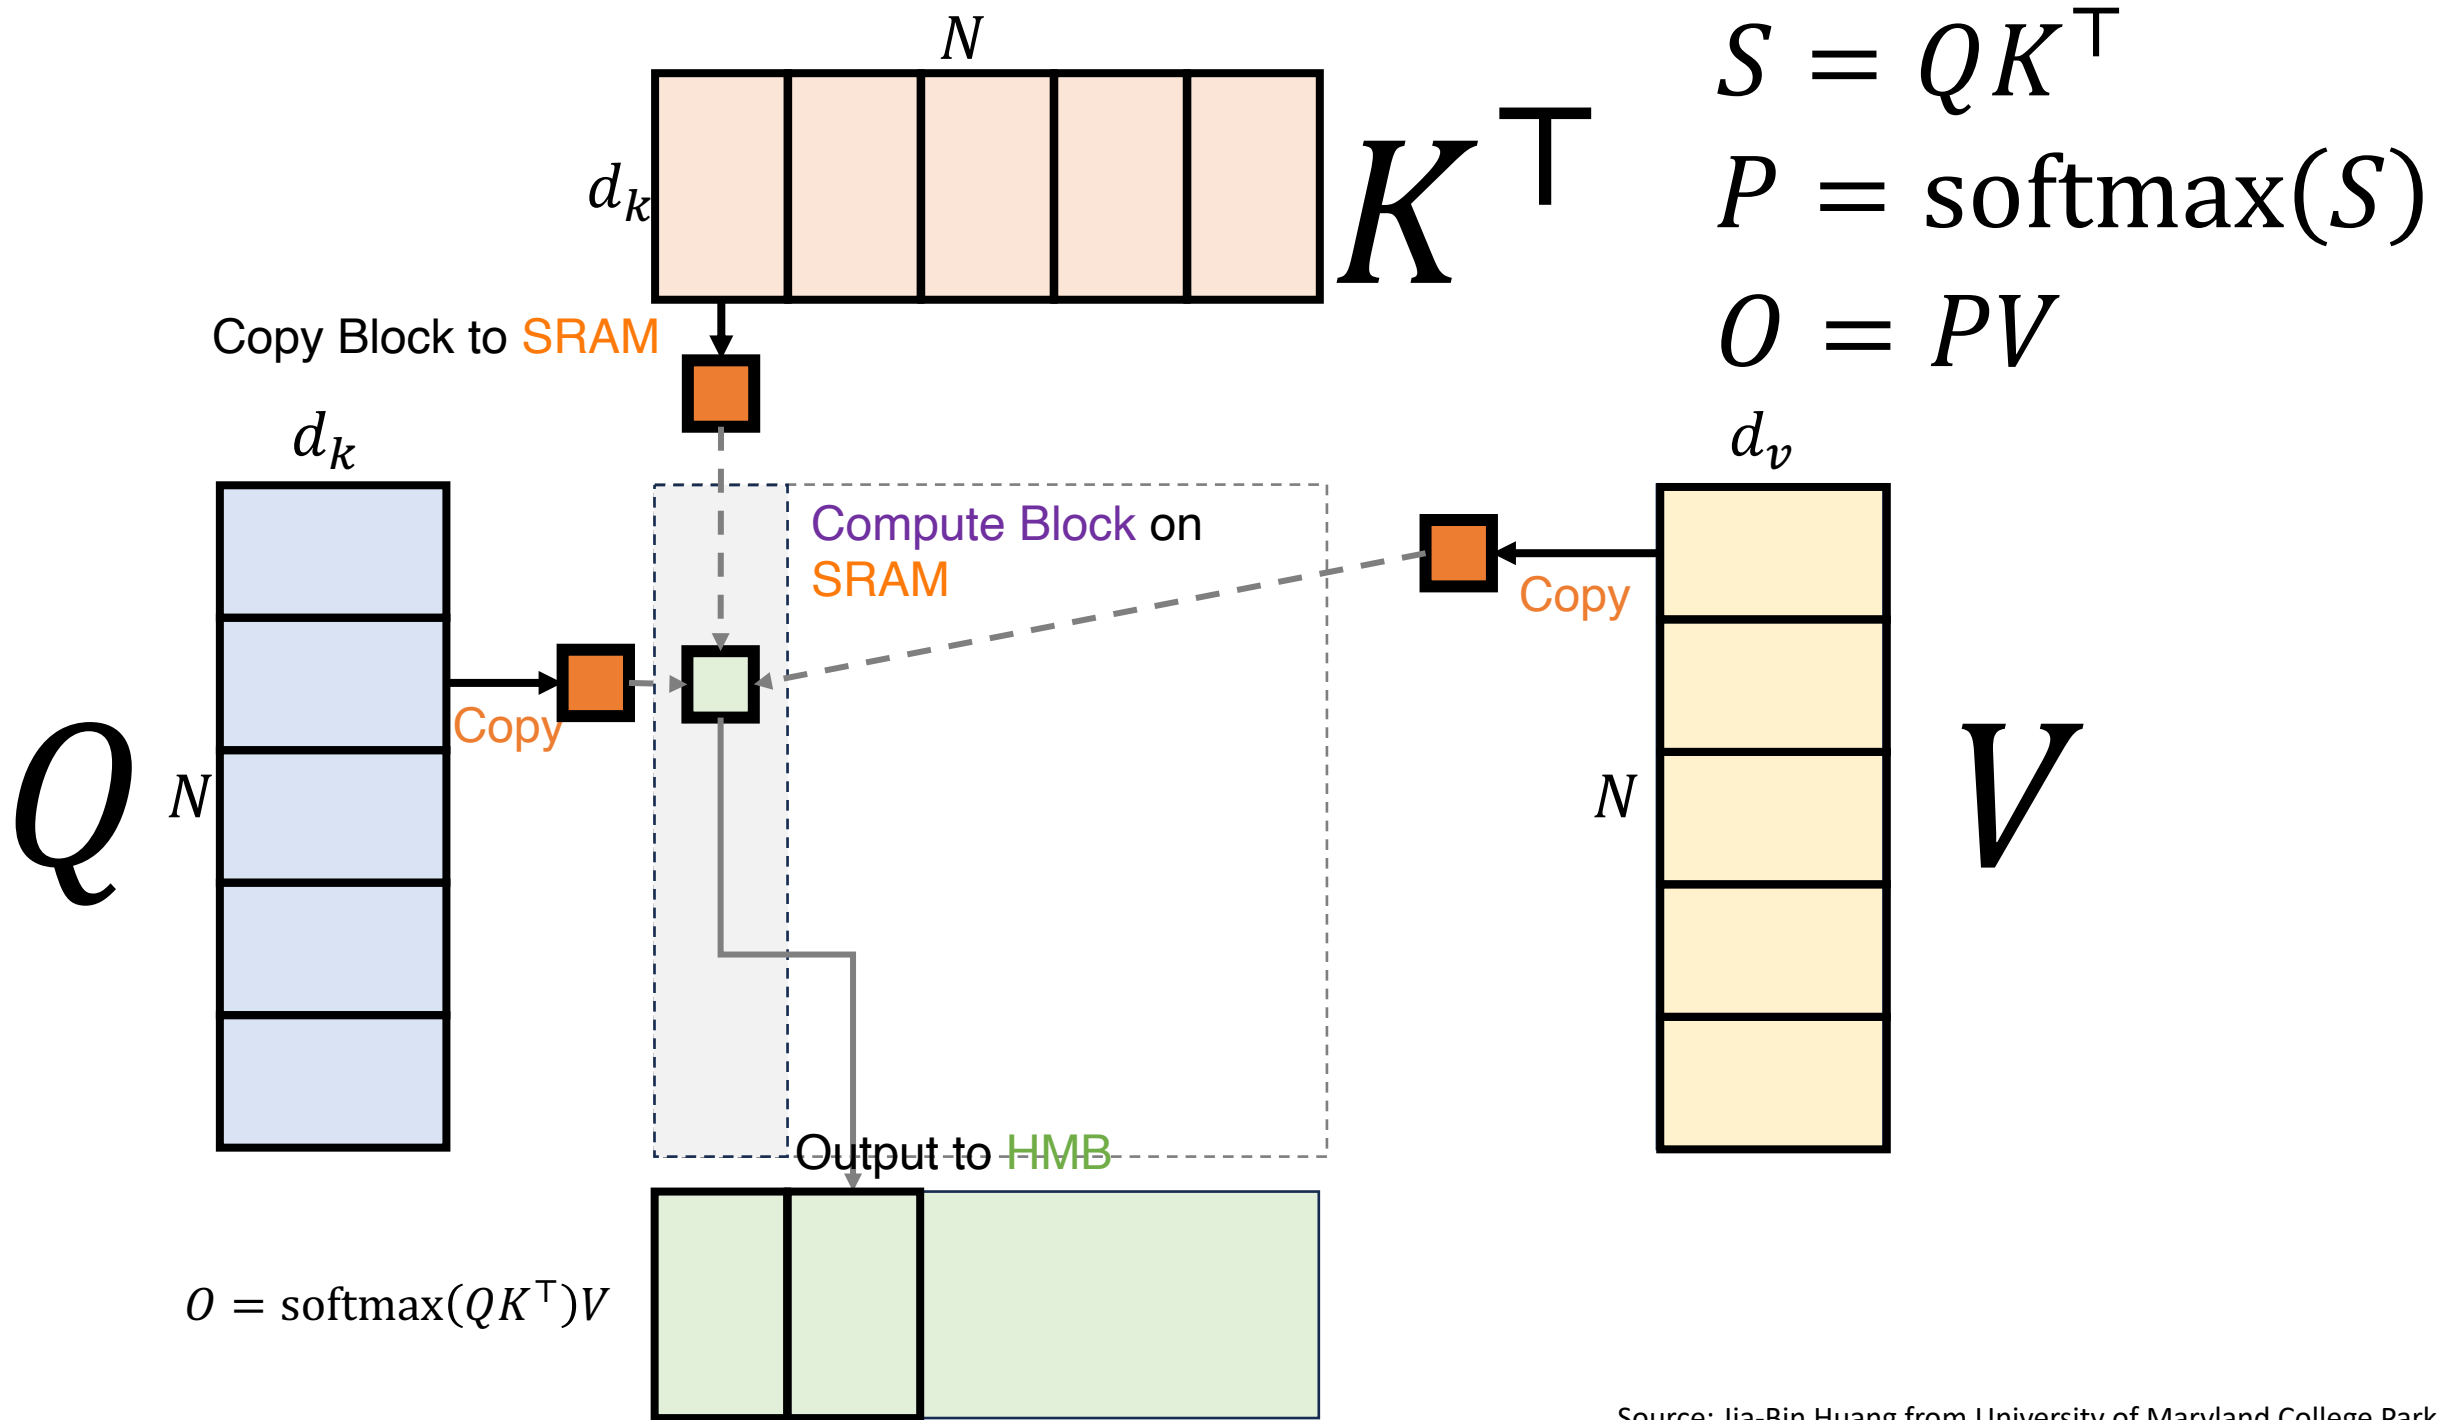 N
S = QK⊤
d_k
K⊤
P = softmax(S)
Copy Block to SRAM
O = PV
d_k
d_v
Compute Block on
SRAM
Copy
Copy
Q
N
N
V
Output to HMB
O = softmax(QK⊤)V
Source: Jia-Bin Huang from University of Maryland College Park